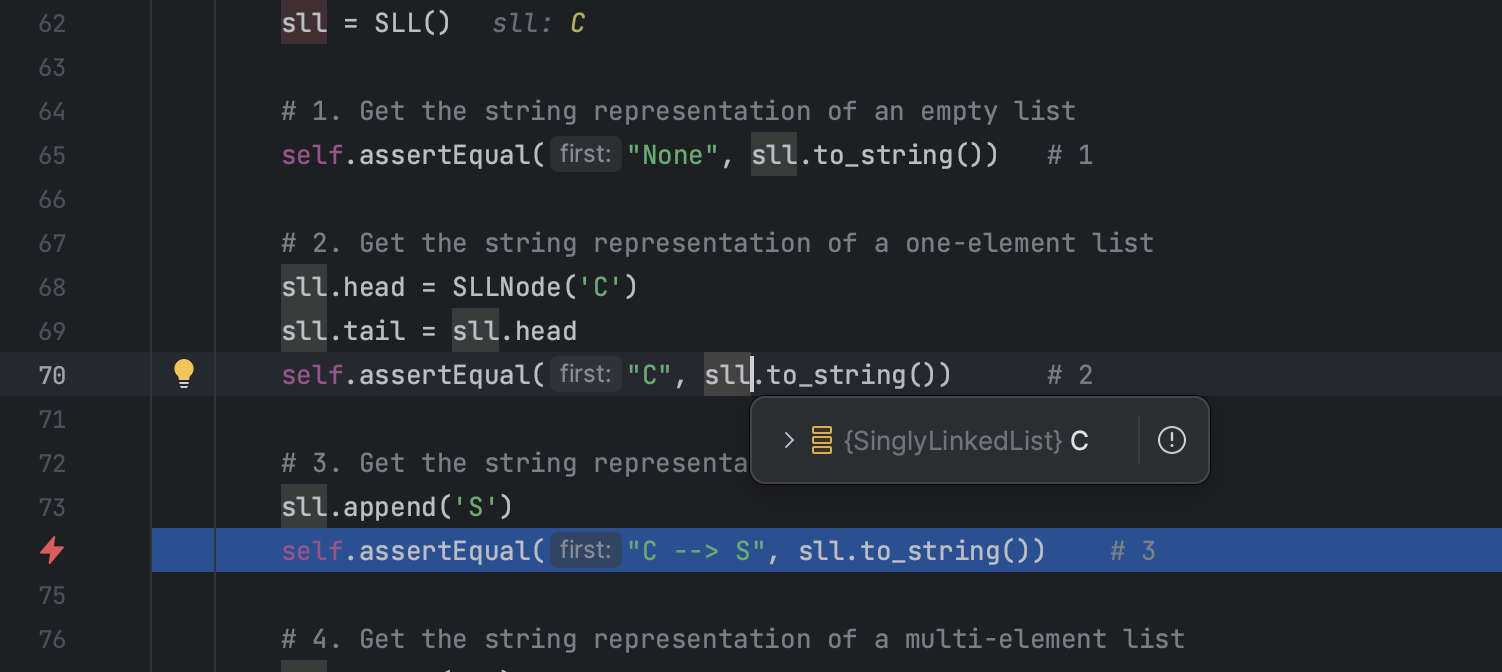 62 sll = SLL() sll: C
63
64 # 1. Get the string representation of an empty list
65 self.assertEqual( first: "None", sll.to_string()) # 1
66
67 # 2. Get the string representation of a one-element list
68 sll.head = SLLNode('C')
69 sll.tail = sll.head
70 self.assertEqual( first: "C", sll.to_string()) # 2
71
{SinglyLinkedList} C
72 # 3. Get the string representa
73 sll.append('S')
self.assertEqual( first: "C --> S", sll.to_string()) # 3
75
76 # 4. Get the string representation of a multi-element list